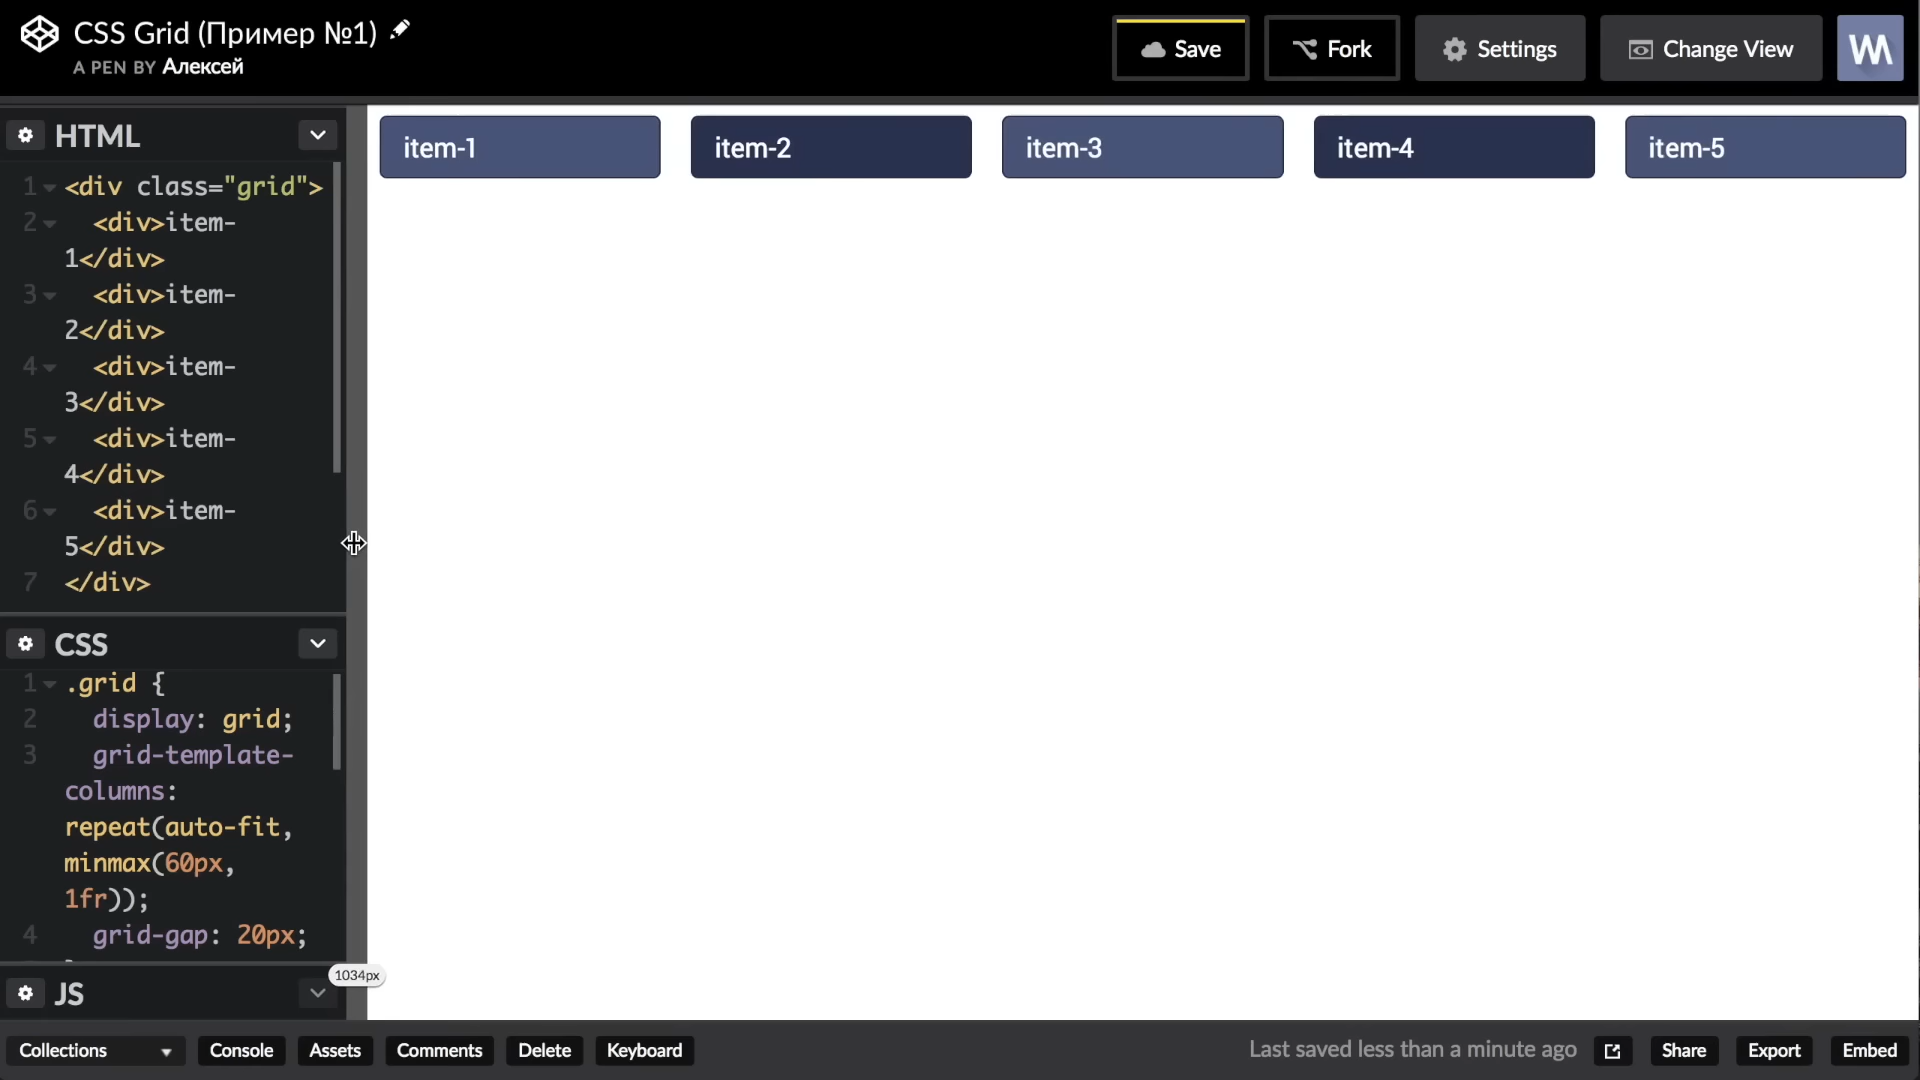 CSS Grid (Пример №1)
A PEN BY Алексей
Save
Fork
Settings
Change View
HTML
1 <div class="grid">
2 <div>item-
1</div>
3 <div>item-
2</div>
4 <div>item-
3</div>
5 <div>item-
4</div>
6 <div>item-
5</div>
7 </div>
CSS
1 .grid {
2 display: grid;
3 grid-template-
columns:
repeat(auto-fit,
minmax(60px,
1fr));
4 grid-gap: 20px;
JS
1034px
item-1
item-2
item-3
item-4
item-5
Collections
Console
Assets
Comments
Delete
Keyboard
Last saved less than a minute ago
Share
Export
Embed